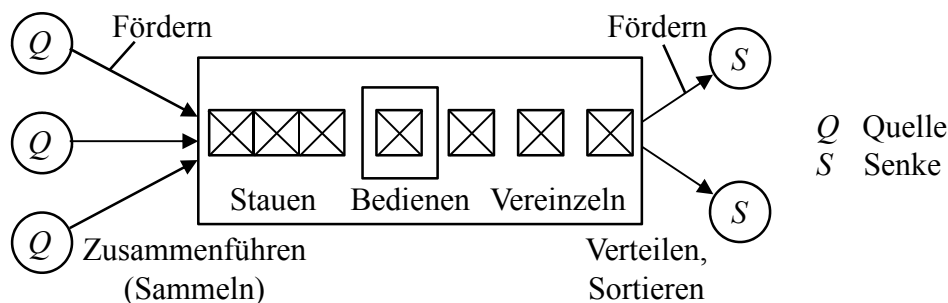 Fördern
Fördern
Q
S
Q
Q Quelle
S Senke
Stauen Bedienen Vereinzeln
Q
S
Zusammenführen
(Sammeln)
Verteilen,
Sortieren